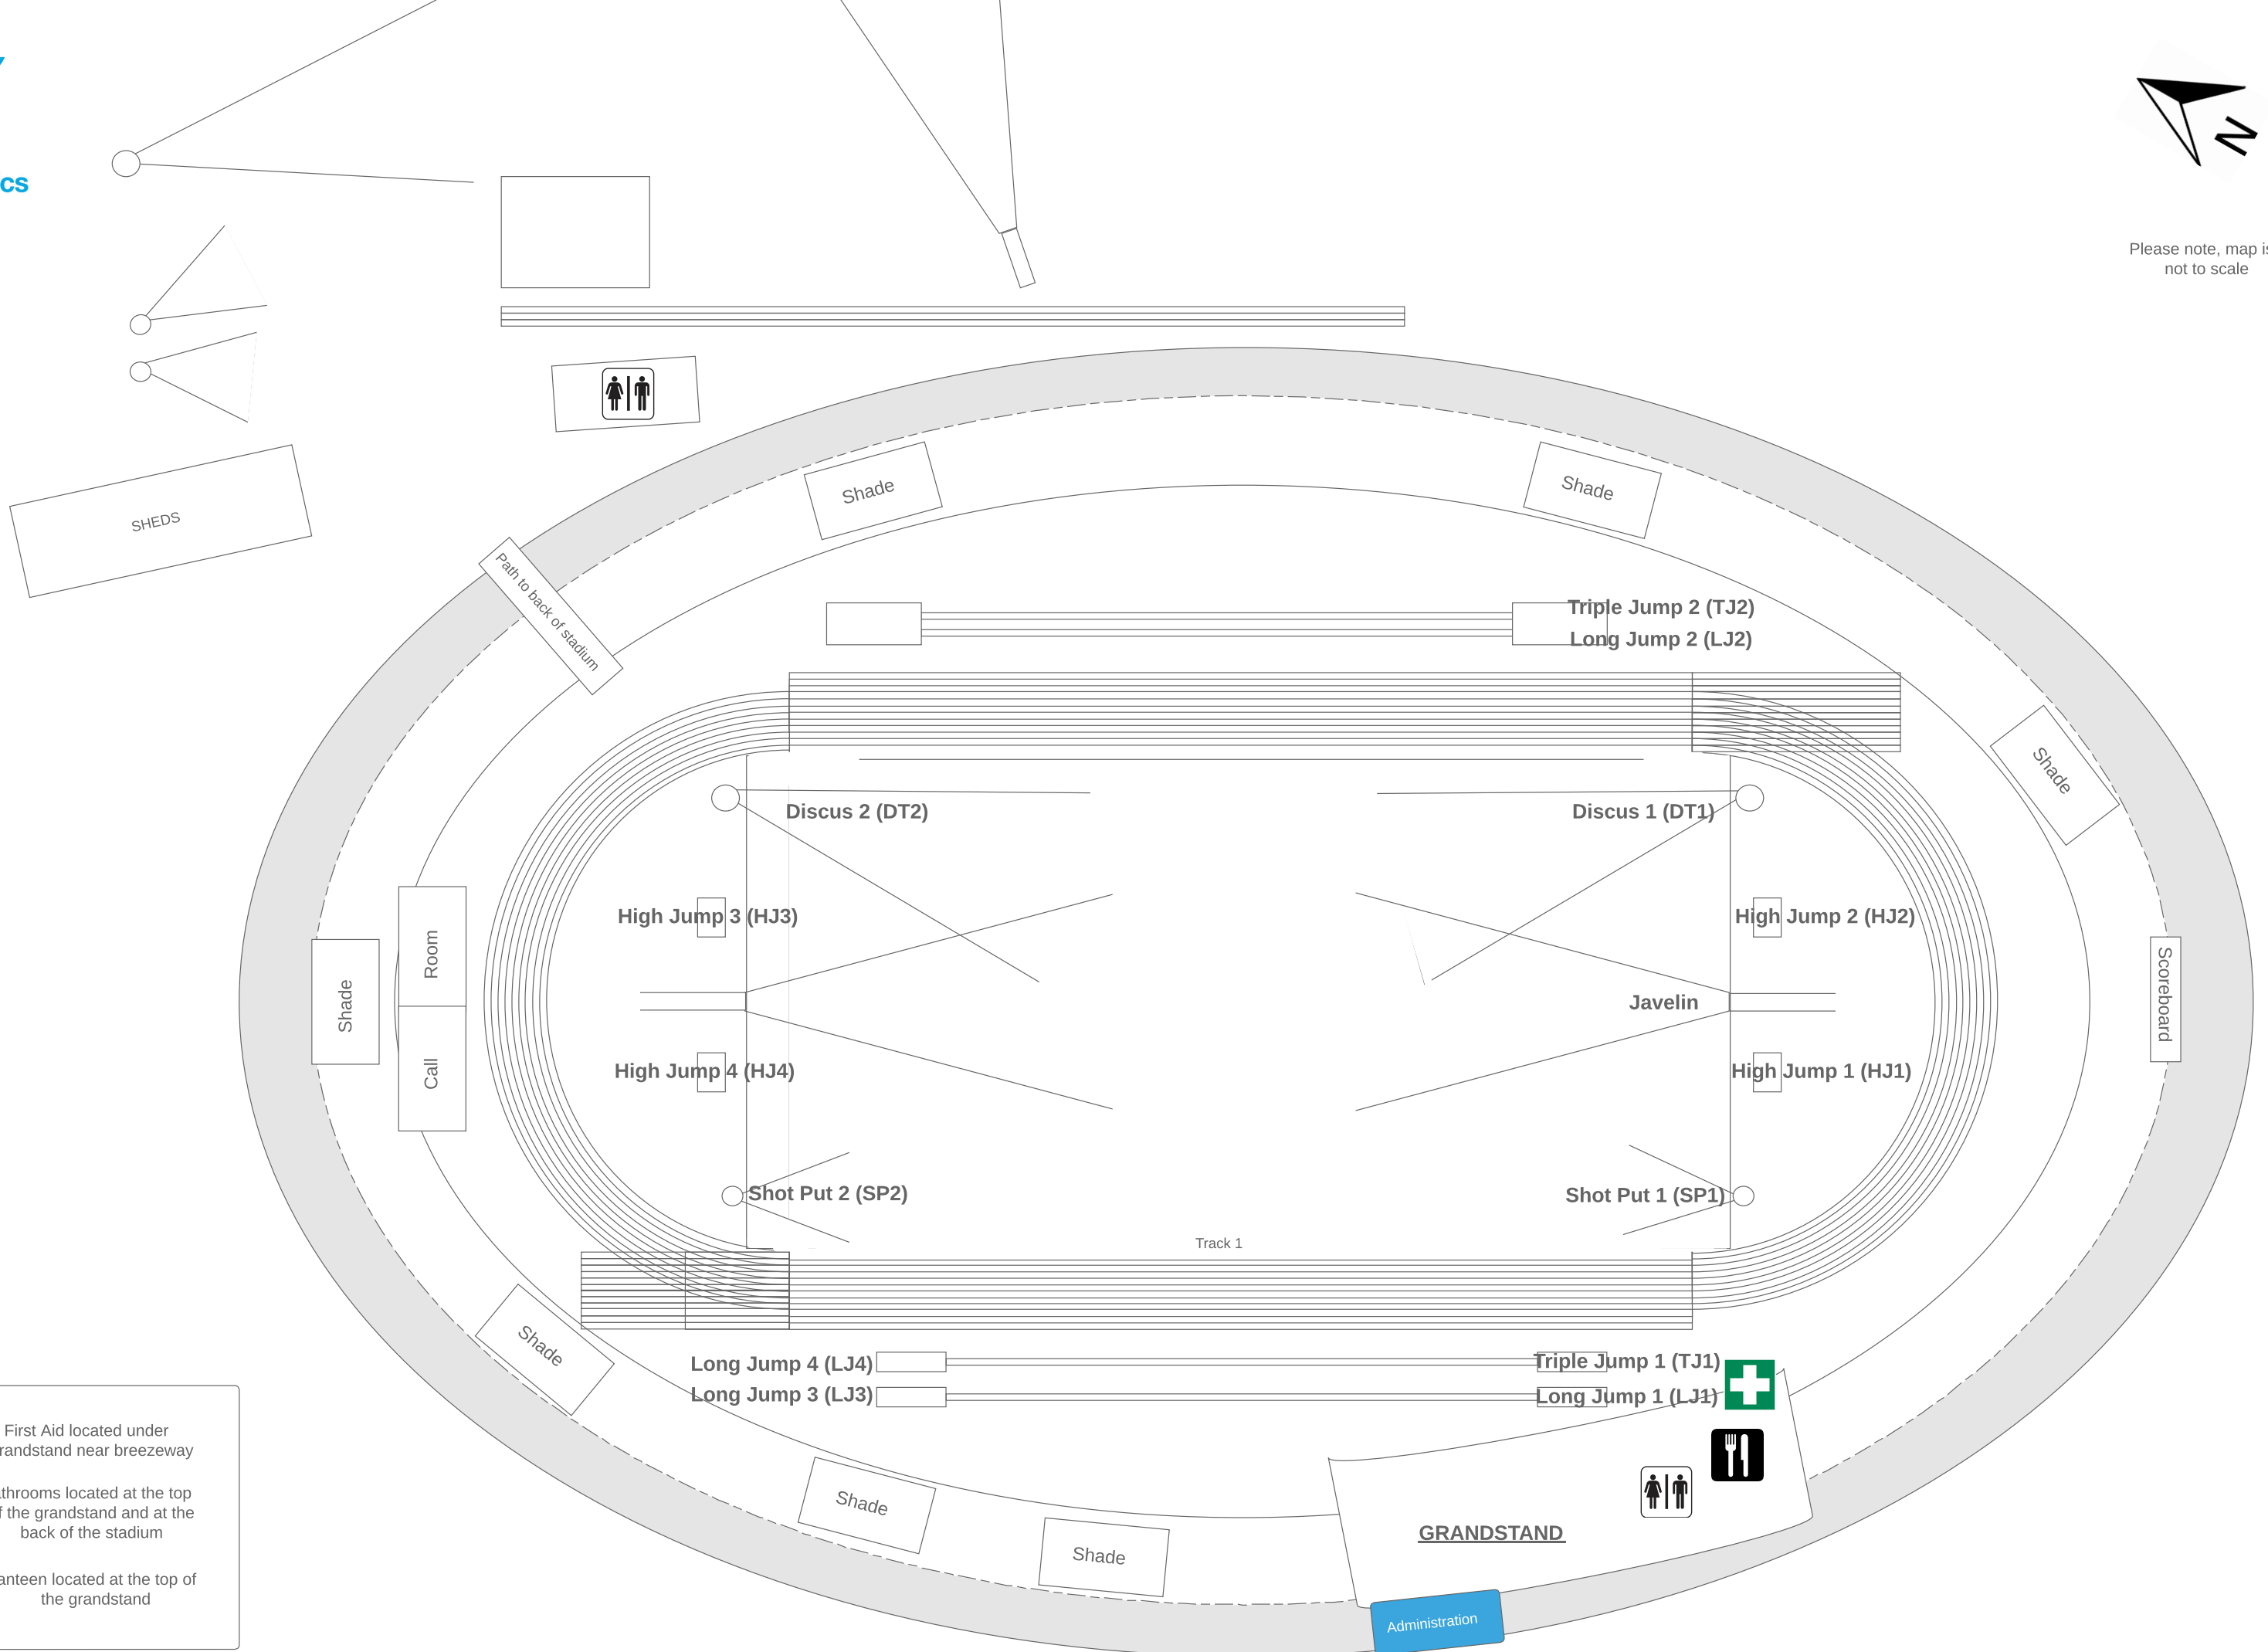 cs
N
Please note, map is
not to scale
SHEDS
Path to back of stadium
Shade
Shade
Triple Jump 2 (TJ2)
Long Jump 2 (LJ2)
Shade
Discus 2 (DT2)
Discus 1 (DT1)
High Jump 3 (HJ3)
High Jump 2 (HJ2)
Shade
Call Room
Javelin
Scoreboard
High Jump 4 (HJ4)
High Jump 1 (HJ1)
Shot Put 2 (SP2)
Shot Put 1 (SP1)
Track 1
Shade
Long Jump 4 (LJ4)
Triple Jump 1 (TJ1)
Long Jump 3 (LJ3)
Long Jump 1 (LJ1)
Shade
Shade
GRANDSTAND
Administration
First Aid located under
randstand near breezeway
throoms located at the top
f the grandstand and at the
back of the stadium
anteen located at the top of
the grandstand